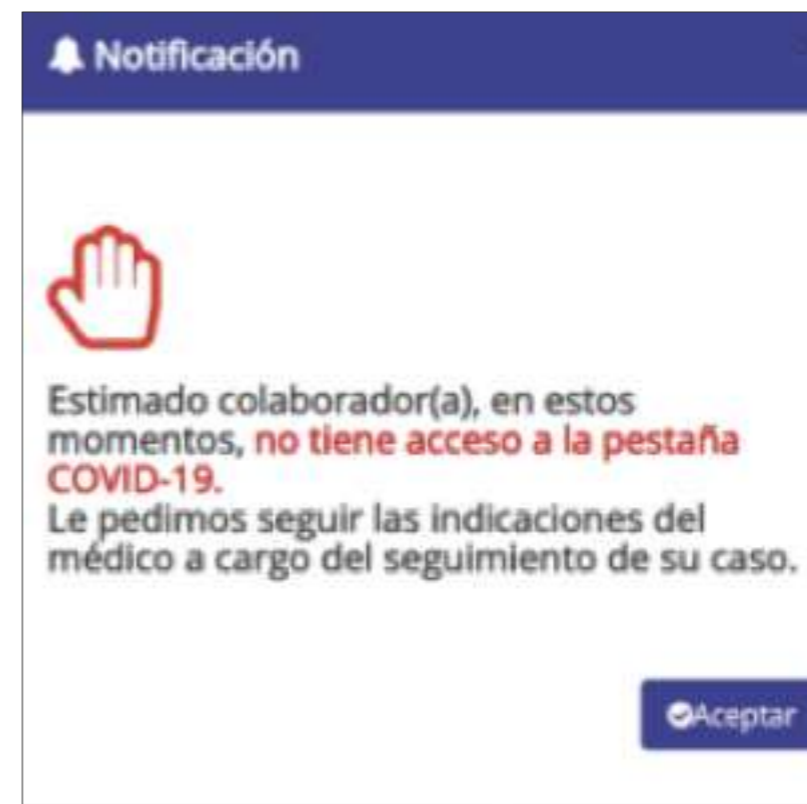 Notificación
Estimado colaborador(a), en estos
momentos, no tiene acceso a la pestaña
COVID-19.
Le pedimos seguir las indicaciones del
médico a cargo del seguimiento de su caso.
Aceptar